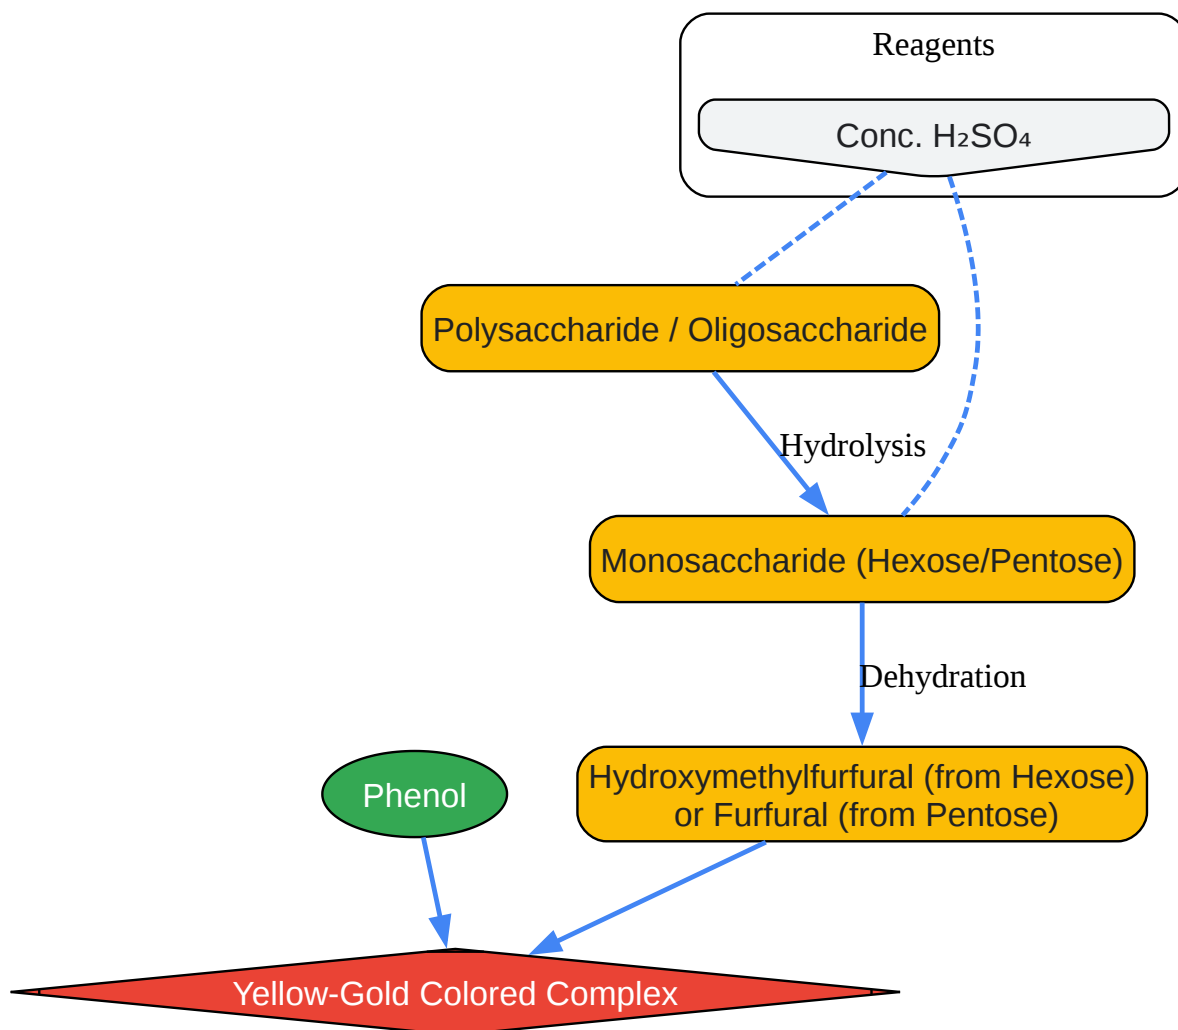 Reagents
Conc. H₂SO₄
Polysaccharide / Oligosaccharide
Hydrolysis
Monosaccharide (Hexose/Pentose)
Dehydration
Phenol
Hydroxymethylfurfural (from Hexose)
or Furfural (from Pentose)
Yellow-Gold Colored Complex